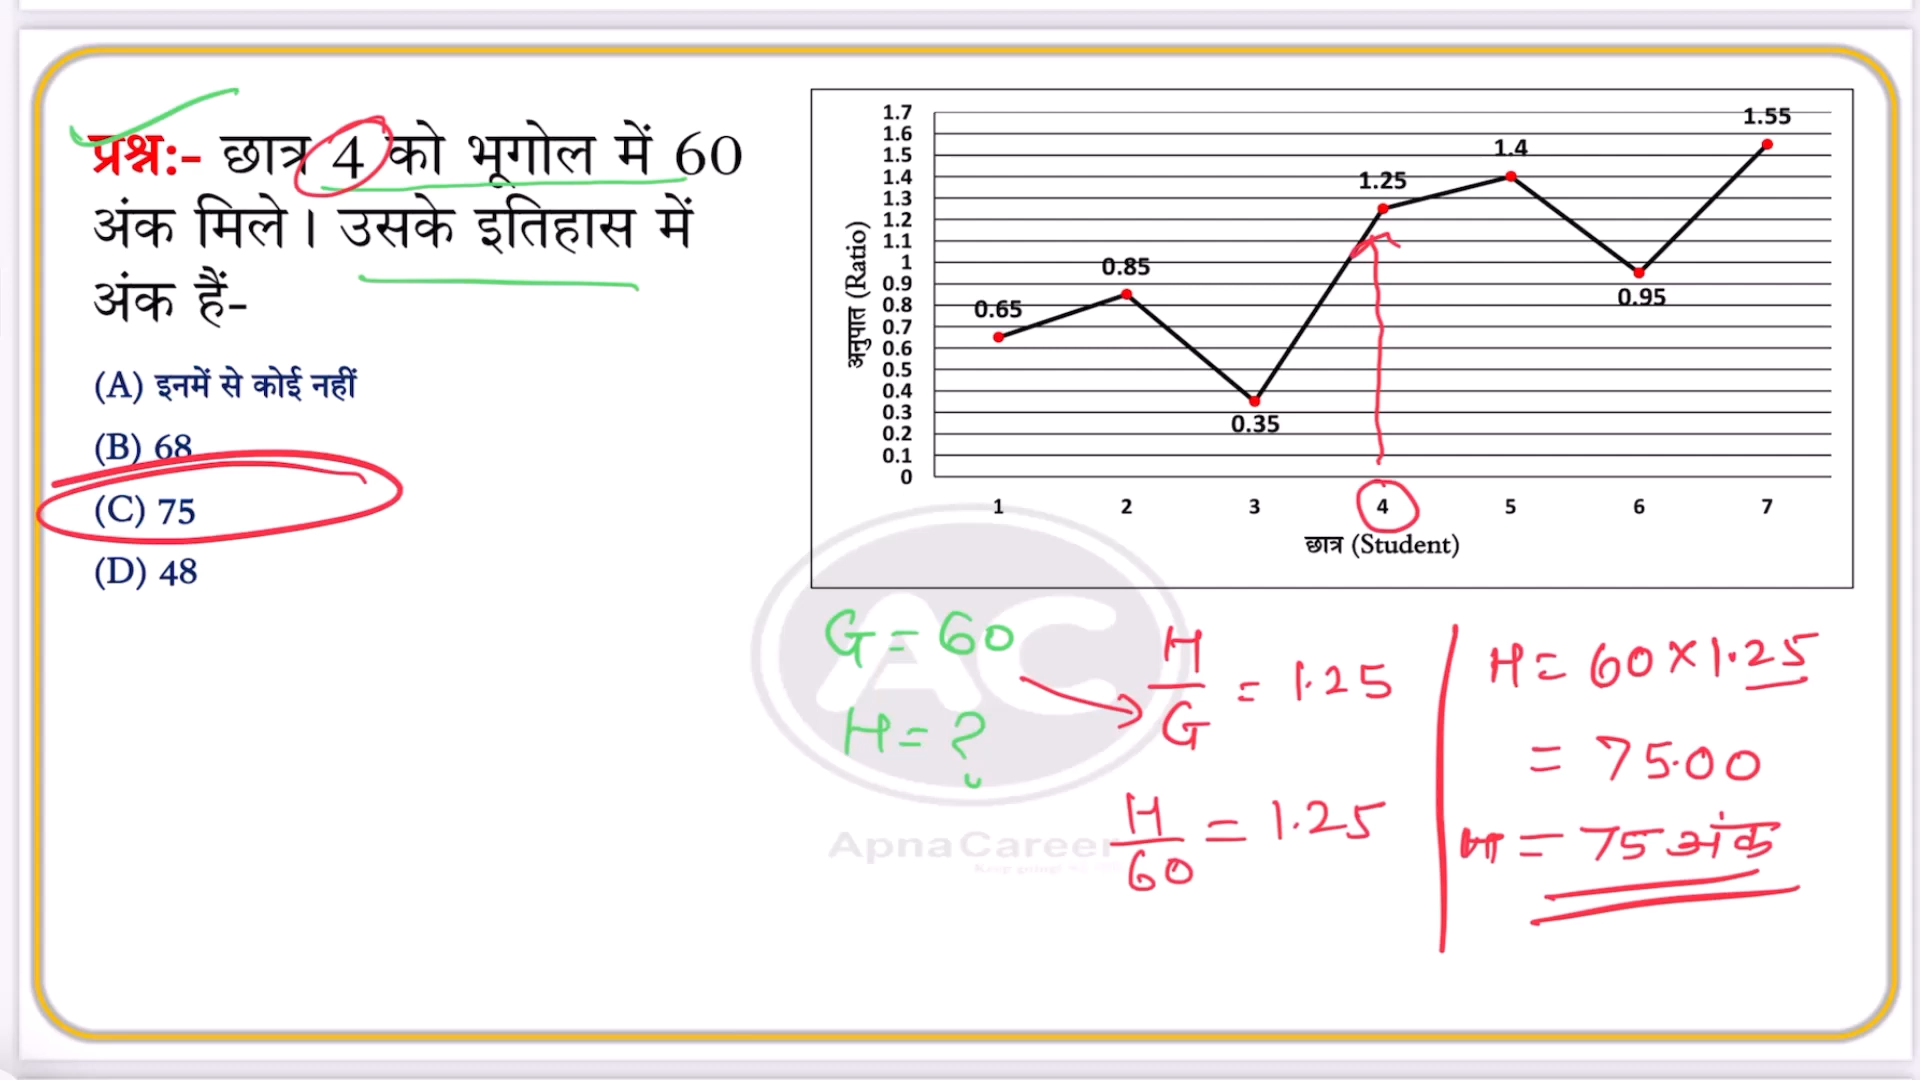 प्रश्न:- छात्र 4 को भूगोल में 60
अंक मिले। उसके इतिहास में
अंक हैं-
(A) इनमें से कोई नहीं
(B) 68
(C) 75
(D) 48
अनुपात (Ratio)
1.7
1.6
1.5
1.4
1.3
1.2
1.1
1
0.9
0.8
0.7
0.6
0.5
0.4
0.3
0.2
0.1
0
0.65
0.85
0.35
1.25
1.4
0.95
1.55
1 2 3 4 5 6 7
छात्र (Student)
G = 60
H = ?
H/G = 1.25
H/60 = 1.25
H = 60 × 1.25
= 75.00
= 75 अंक
AC
Apna Career